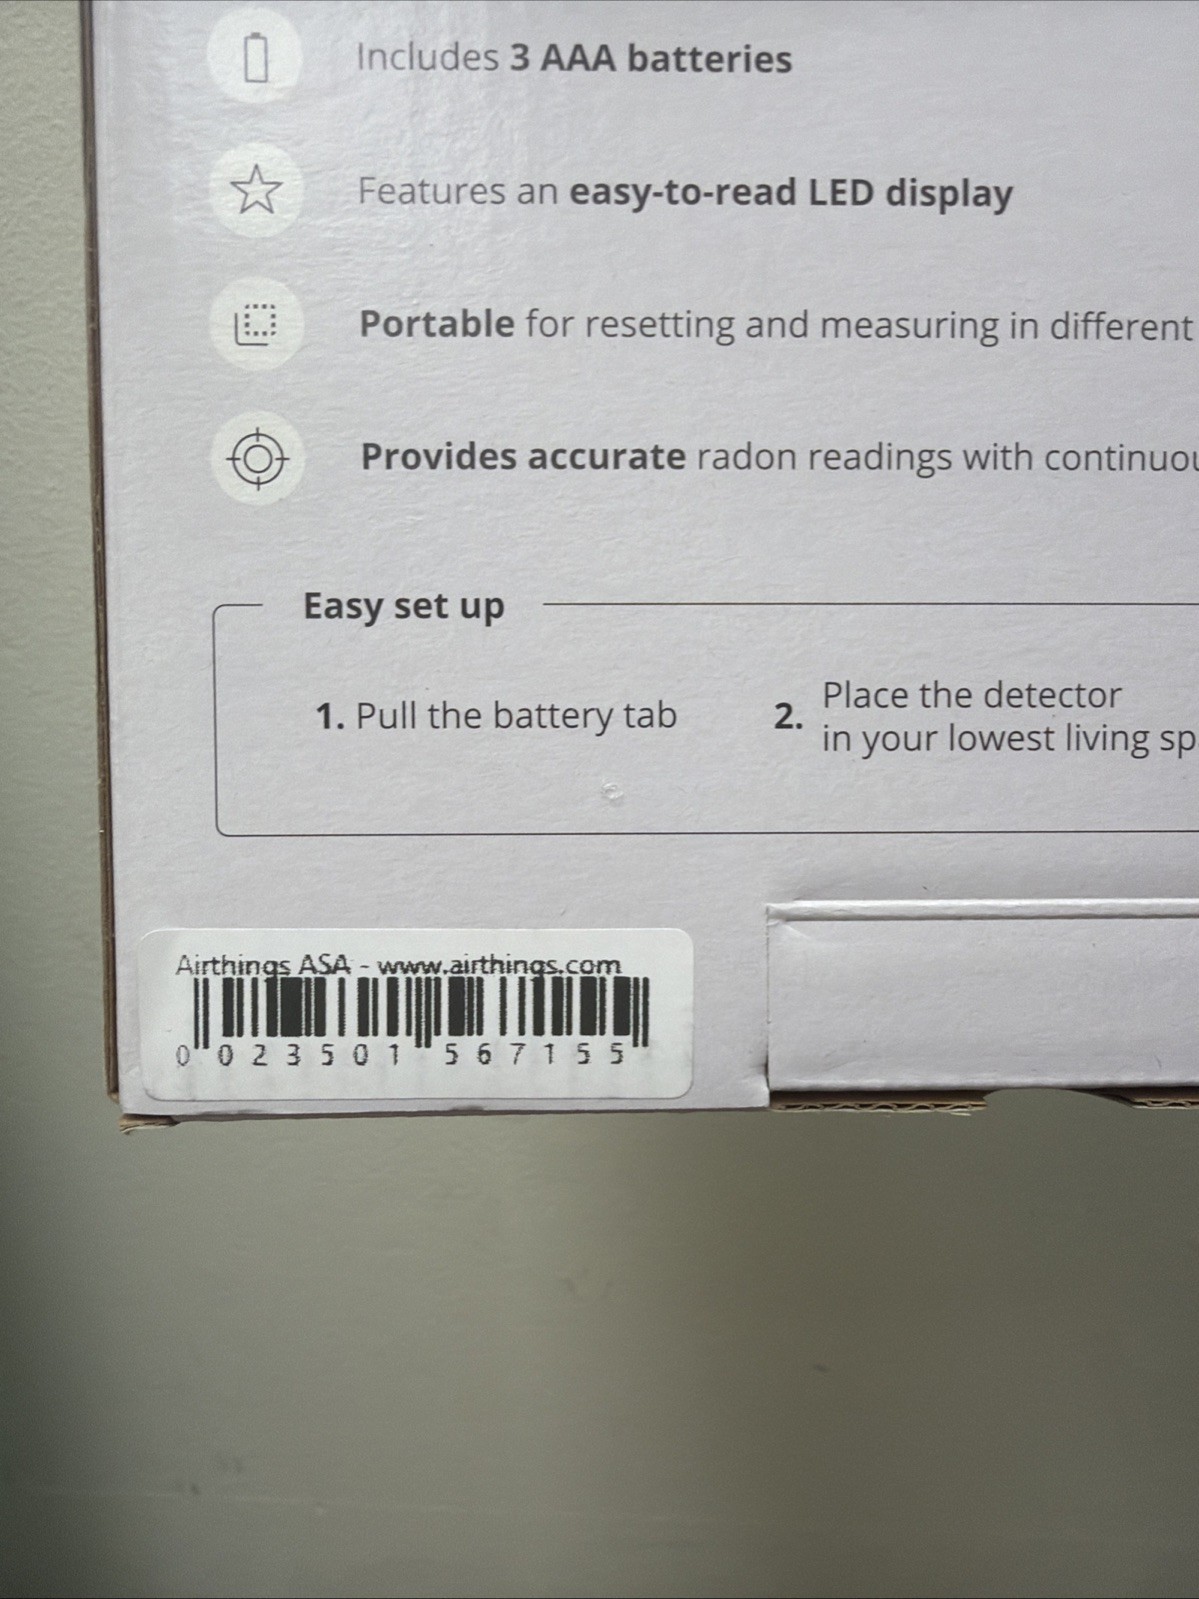 Includes 3 AAA batteries
Features an easy-to-read LED display
Portable for resetting and measuring in different
Provides accurate radon readings with continuou
Easy set up
1. Pull the battery tab
2. Place the detector
in your lowest living sp
Airthings ASA - www.airthings.com
0 023501 567155